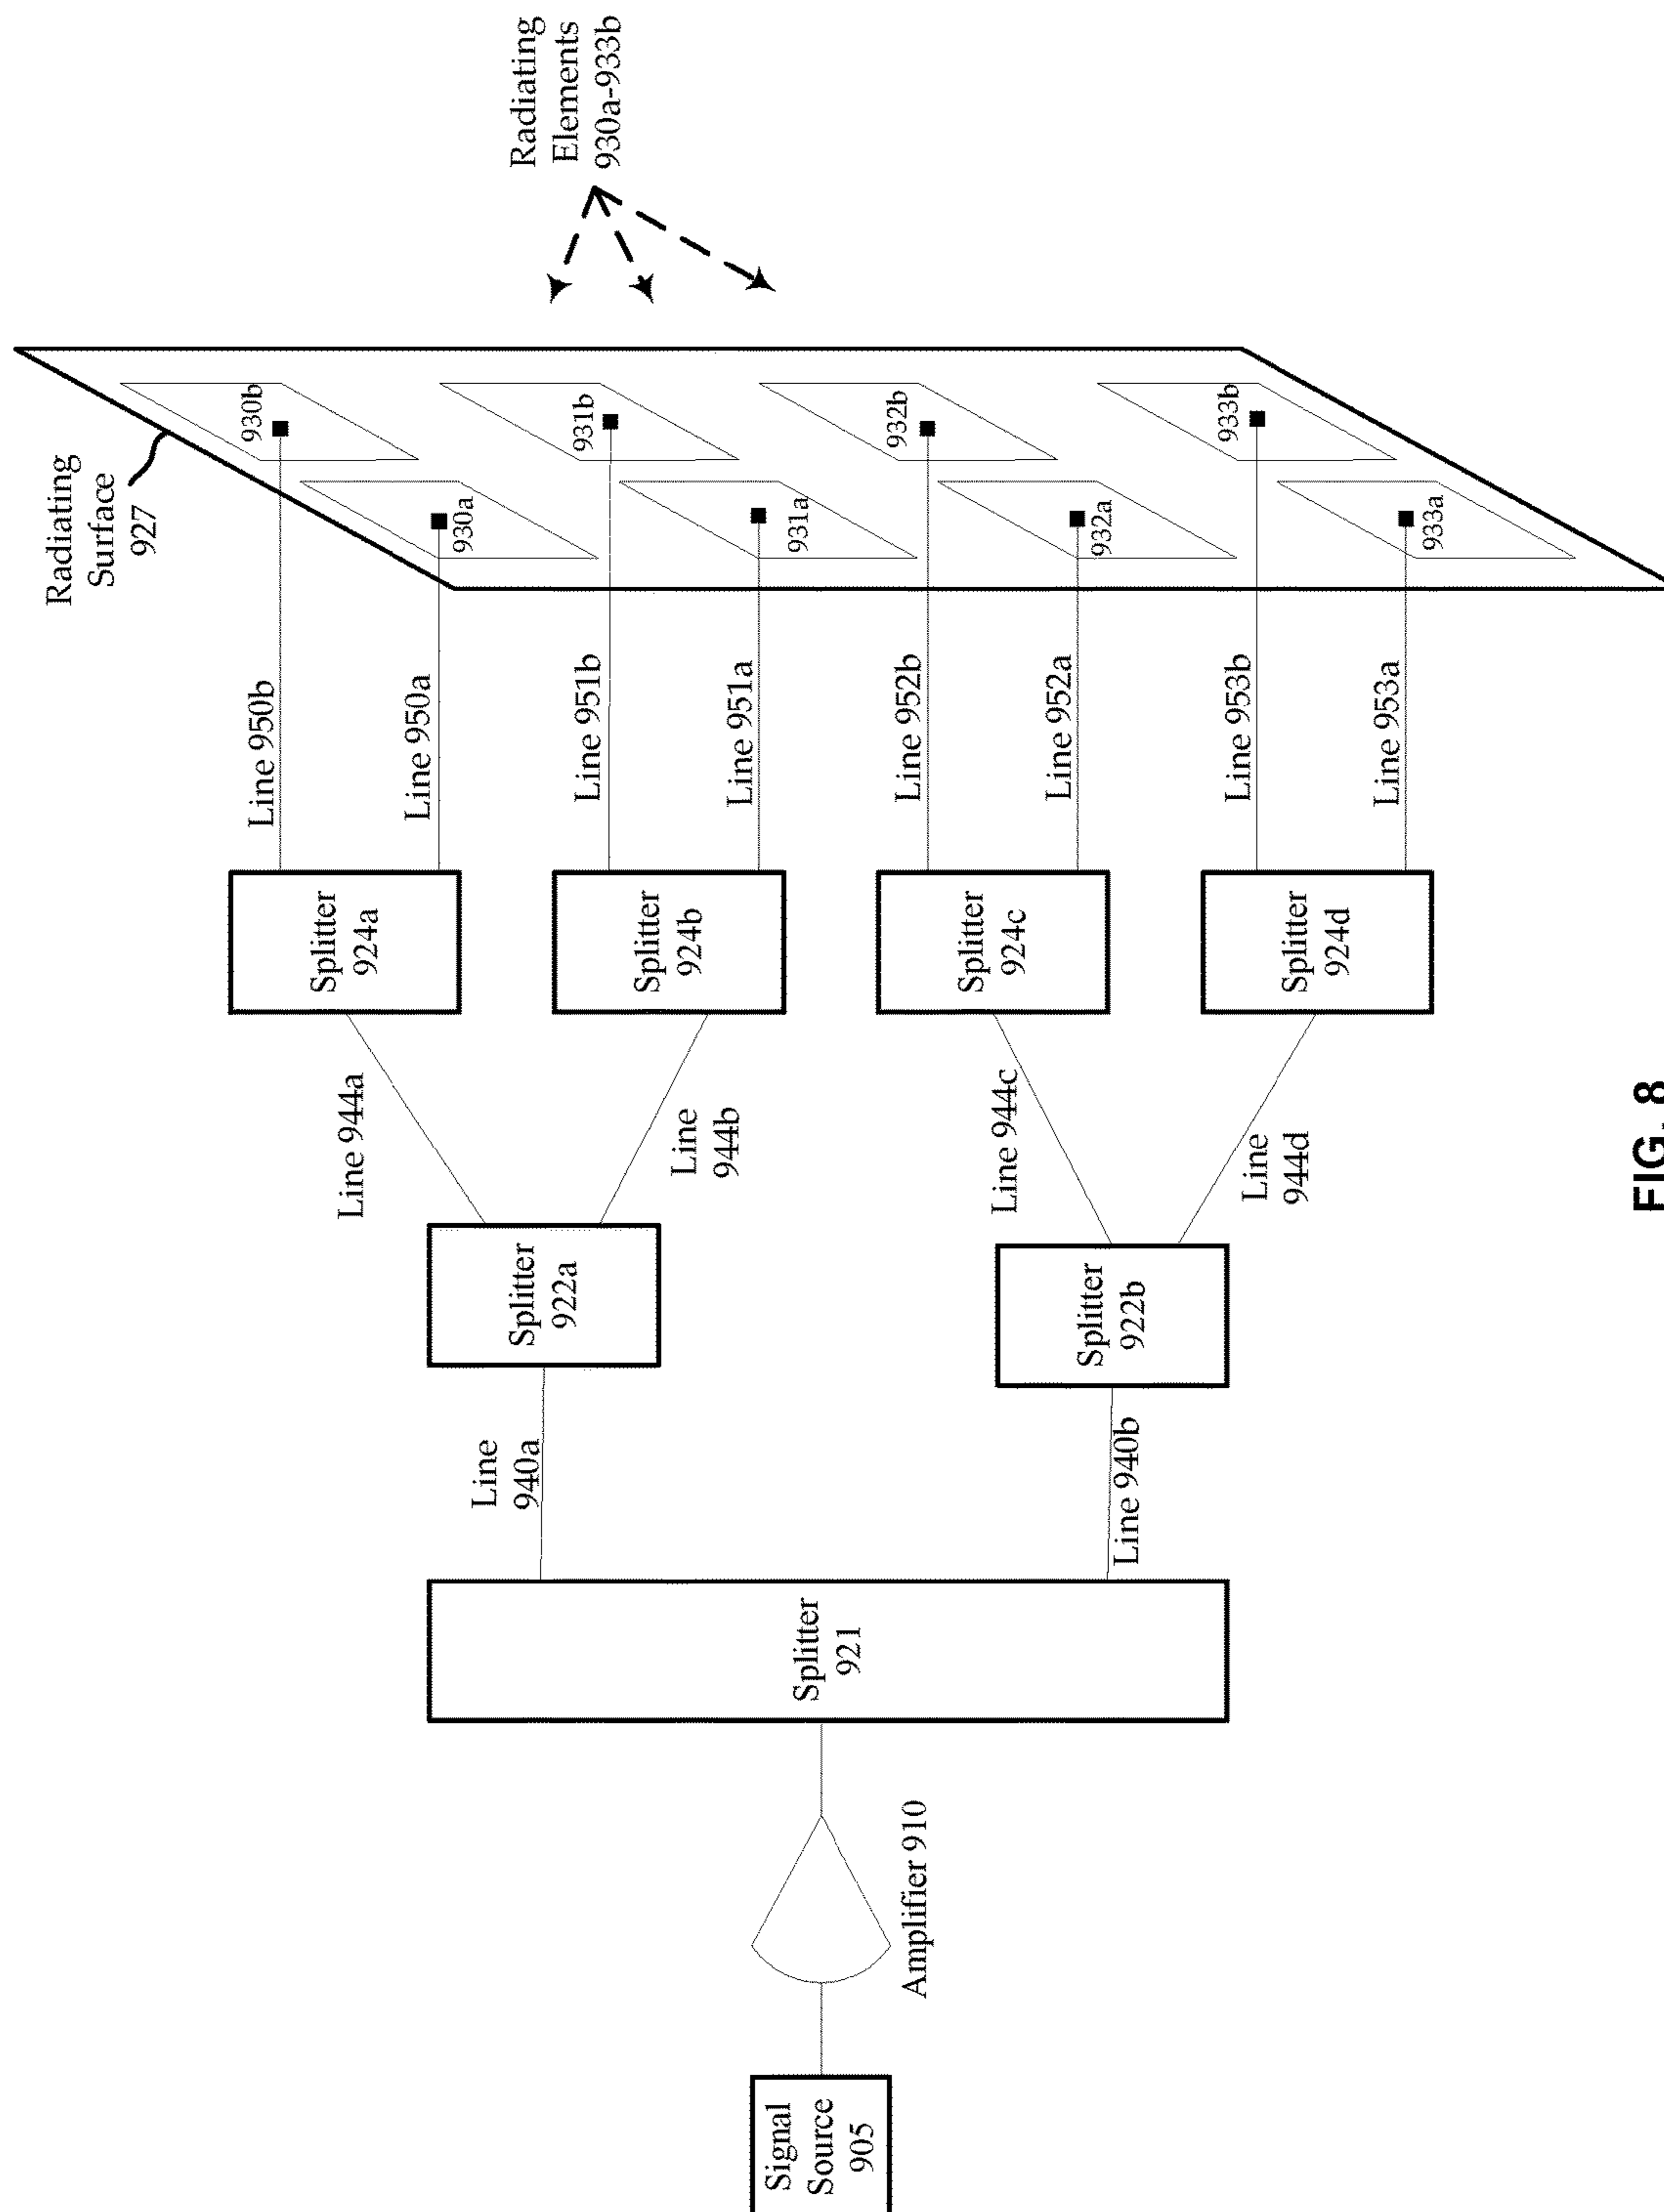 Signal
Source
905
Amplifier 910
Splitter
921
Line
940a
Line 940b
Splitter
922a
Splitter
922b
Line 944a
Line
944b
Line 944c
Line
944d
Splitter
924a
Splitter
924b
Splitter
924c
Splitter
924d
Line 950b
Line 950a
Line 951b
Line 951a
Line 952b
Line 952a
Line 953b
Line 953a
Radiating
Surface
927
930b
930a
931b
931a
932b
932a
933b
933a
Radiating
Elements
930a-933b
FIG. 8